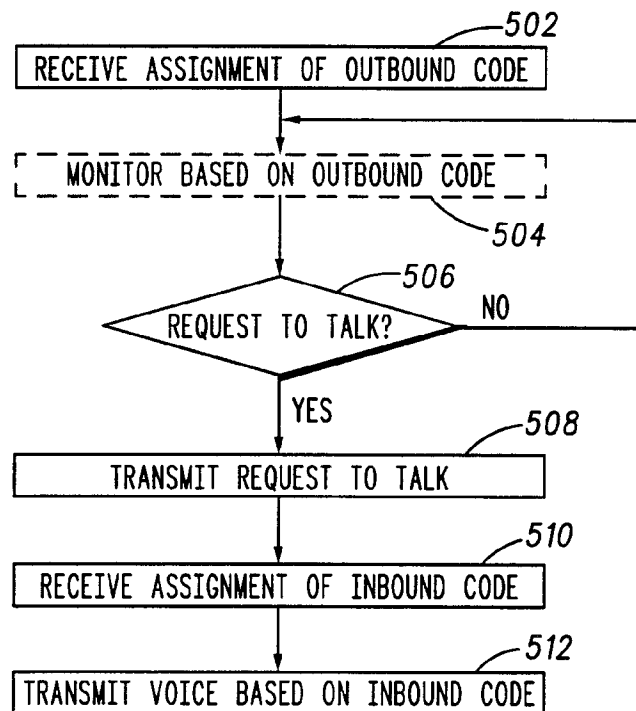 502
RECEIVE ASSIGNMENT OF OUTBOUND CODE
MONITOR BASED ON OUTBOUND CODE
504
506
REQUEST TO TALK?
NO
YES
508
TRANSMIT REQUEST TO TALK
510
RECEIVE ASSIGNMENT OF INBOUND CODE
512
TRANSMIT VOICE BASED ON INBOUND CODE